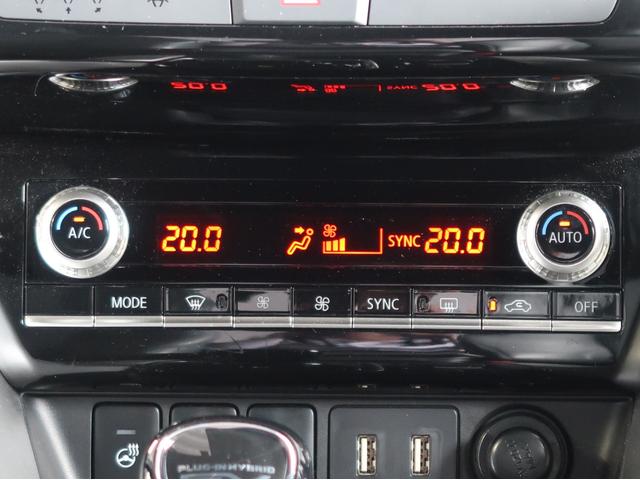 20.0 SYNC 20.0
A/C AUTO
MODE SYNC OFF
PLUG-IN HYBRID